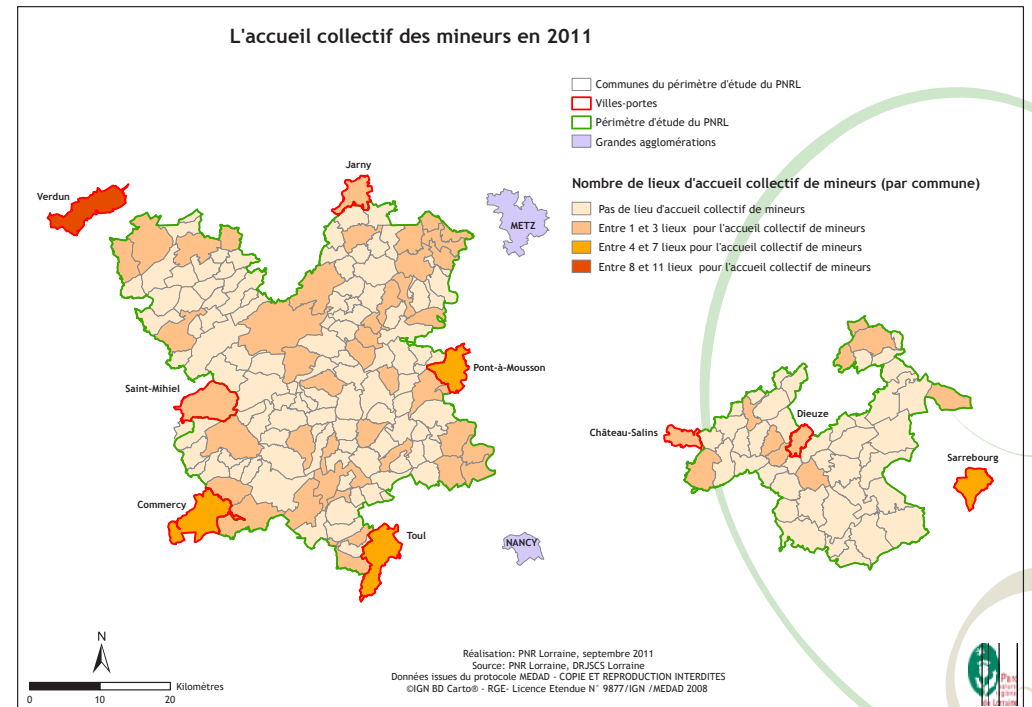 L'accueil collectif des mineurs en 2011
Communes du périmètre d'étude du PNRL
Villes-portes
Périmètre d'étude du PNRL
Grandes agglomérations
Nombre de lieux d'accueil collectif de mineurs (par commune)
Pas de lieu d'accueil collectif de mineurs
Entre 1 et 3 lieux pour l'accueil collectif de mineurs
Entre 4 et 7 lieux pour l'accueil collectif de mineurs
Entre 8 et 11 lieux pour l'accueil collectif de mineurs
Jarny
Verdun
METZ
Pont-à-Mousson
Saint-Mihiel
Dieuze
Château-Salins
Sarrebourg
Commercy
Toul
NANCY
N
Kilomètres
0 10 20
Réalisation: PNR Lorraine, septembre 2011
Source: PNR Lorraine, DRJSCS Lorraine
Données issues du protocole MEDAD - COPIE ET REPRODUCTION INTERDITES
©IGN BD Carto® - RGE- Licence Etendue N° 9877/IGN /MEDAD 2008
Parc
naturel
régional
de Lorraine